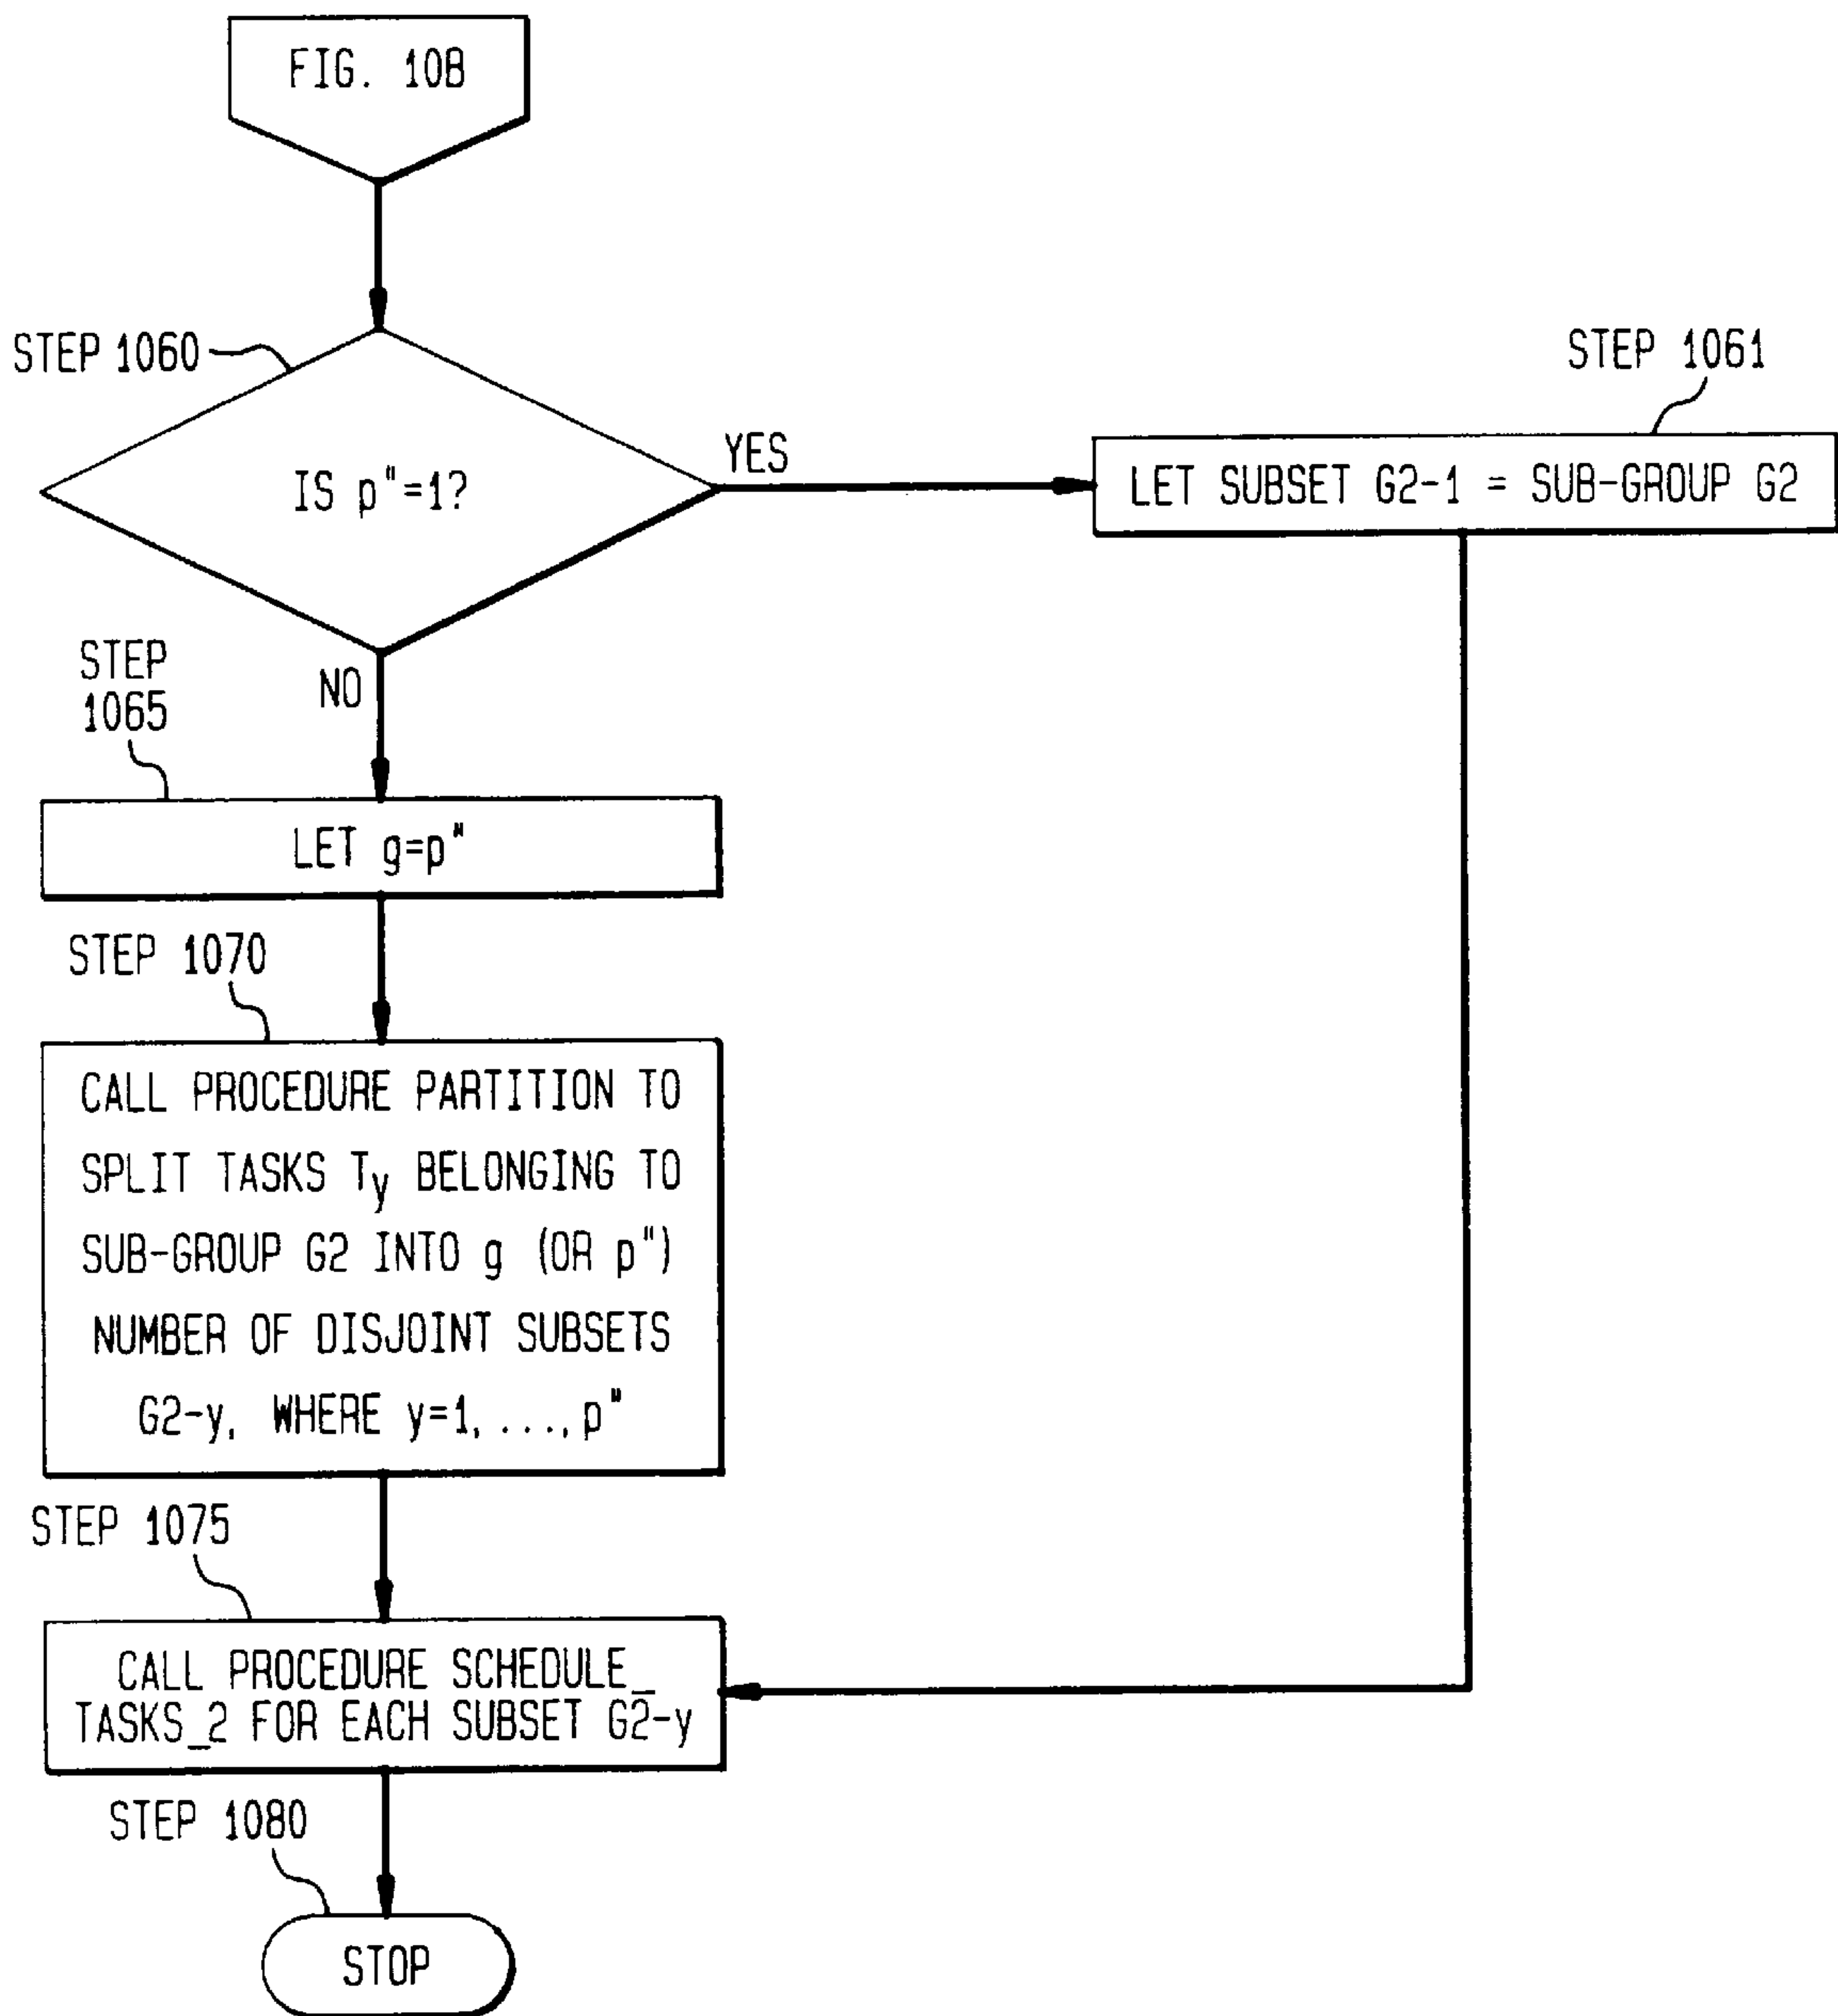 FIG. 10B
STEP 1060
IS p"=1?
YES
STEP 1061
LET SUBSET G2-1 = SUB-GROUP G2
NO
STEP
1065
LET g=p"
STEP 1070
CALL PROCEDURE PARTITION TO
SPLIT TASKS Ty BELONGING TO
SUB-GROUP G2 INTO g (OR p")
NUMBER OF DISJOINT SUBSETS
G2-y, WHERE y=1, ..., p"
STEP 1075
CALL PROCEDURE SCHEDULE_
TASKS_2 FOR EACH SUBSET G2-y
STEP 1080
STOP